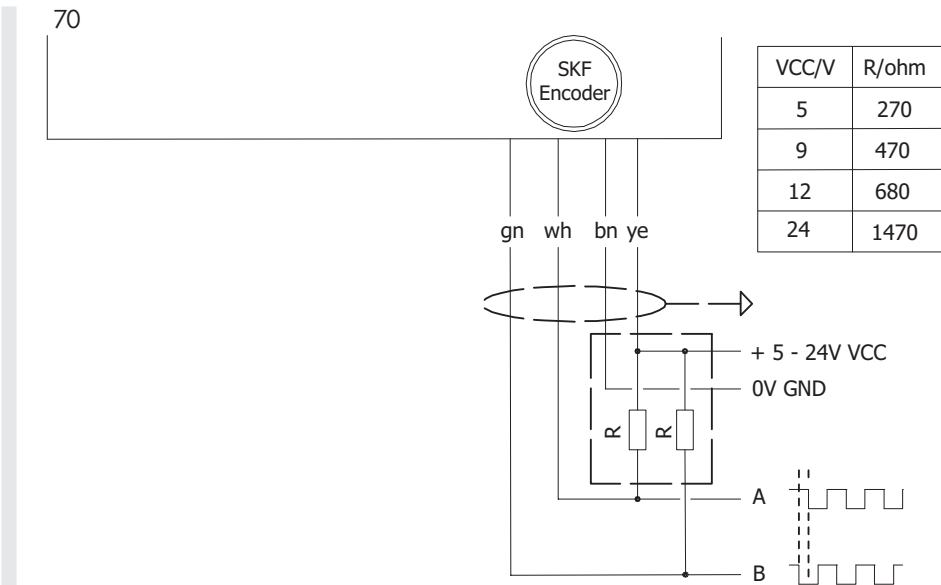 70
SKF
Encoder
VCC/V R/ohm
5 270
9 470
12 680
24 1470
gn wh bn ye
+ 5 - 24V VCC
0V GND
R R
A
B